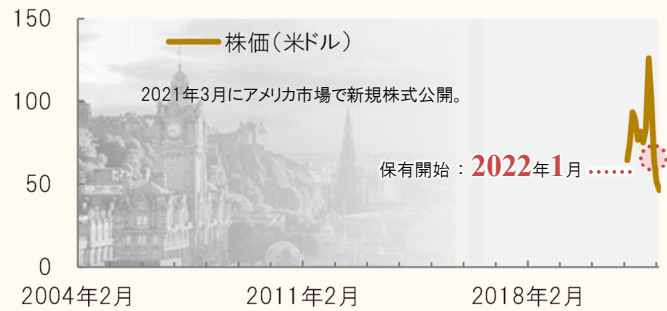 150
株価（米ドル）
2021年3月にアメリカ市場で新規株式公開。
100
保有開始：2022年1月 ……
50
0
2004年2月 2011年2月 2018年2月